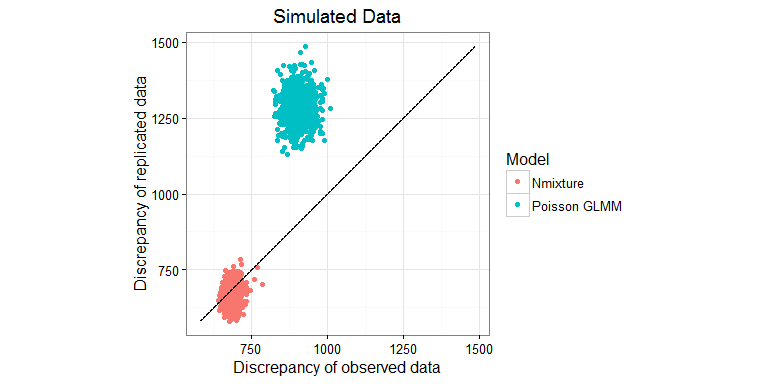 Simulated Data
Discrepancy of replicated data
1500
1250
1000
750
750 1000 1250 1500
Discrepancy of observed data
Model
Nmixture
Poisson GLMM